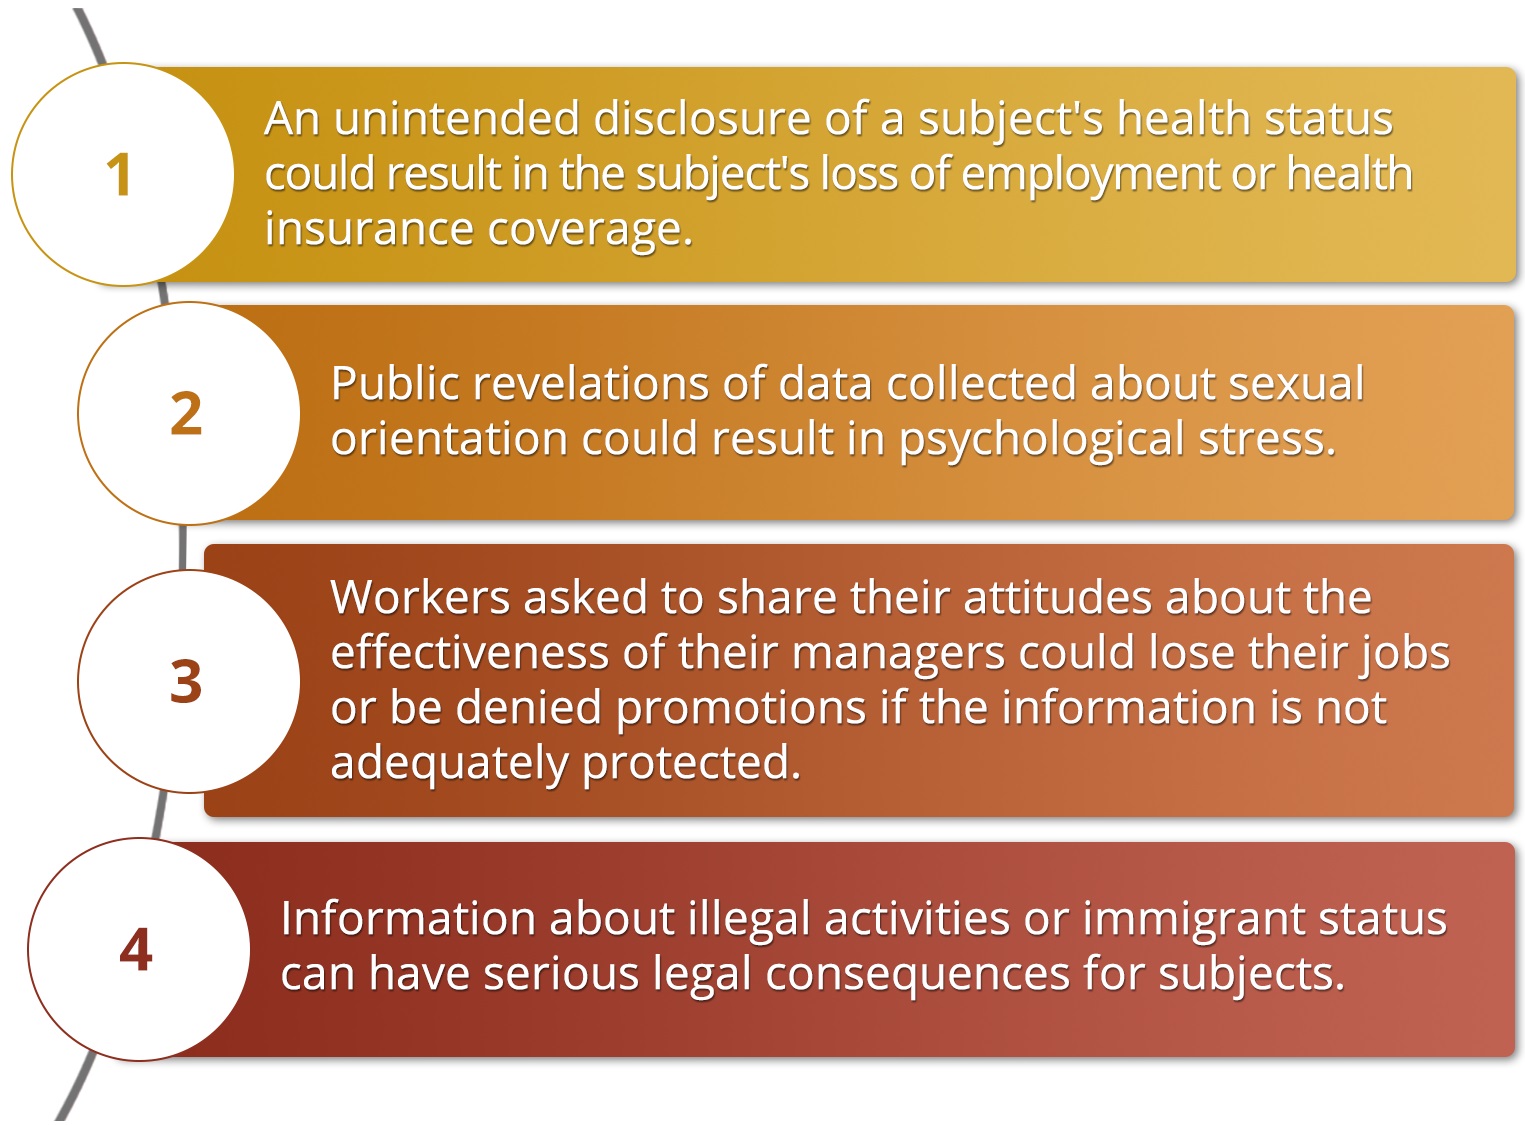 1
An unintended disclosure of a subject's health status
could result in the subject's loss of employment or health
insurance coverage.
2
Public revelations of data collected about sexual
orientation could result in psychological stress.
3
Workers asked to share their attitudes about the
effectiveness of their managers could lose their jobs
or be denied promotions if the information is not
adequately protected.
4
Information about illegal activities or immigrant status
can have serious legal consequences for subjects.